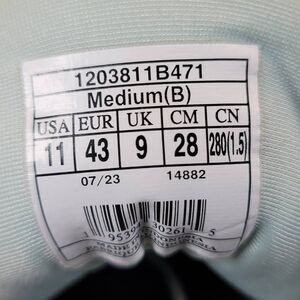 1203811B471
Medium(B)
USA EUR UK CM CN
11 43 9 28 280(1.5)
07/23 14882